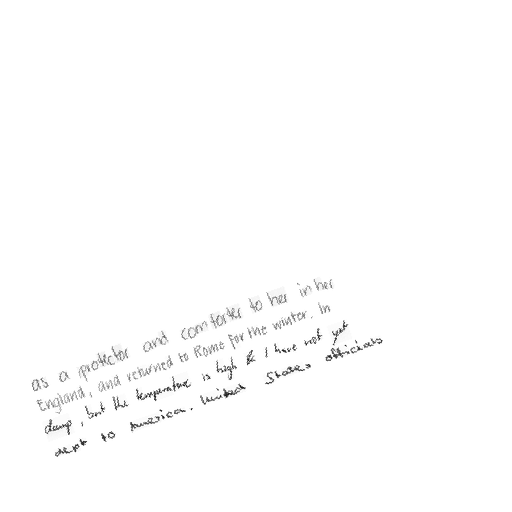 as a protector and comforter to her in her
England, and returned to Rome for the winter. In
damp, but the temperature is high & I have not yet
dept to America. United States officials